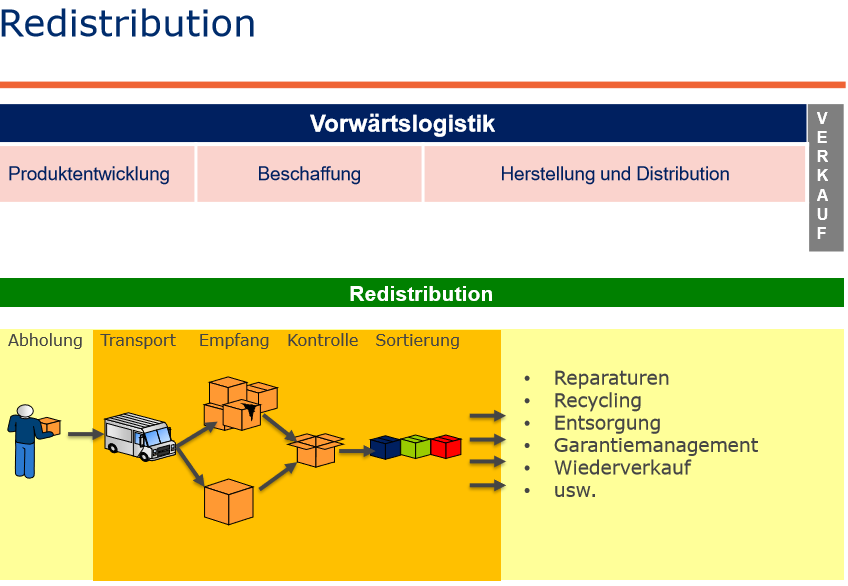 Redistribution
Vorwärtslogistik
VERKAUF
Produktentwicklung
Beschaffung
Herstellung und Distribution
Redistribution
Abholung
Transport
Empfang
Kontrolle
Sortierung
• Reparaturen
• Recycling
• Entsorgung
• Garantiemanagement
• Wiederverkauf
• usw.